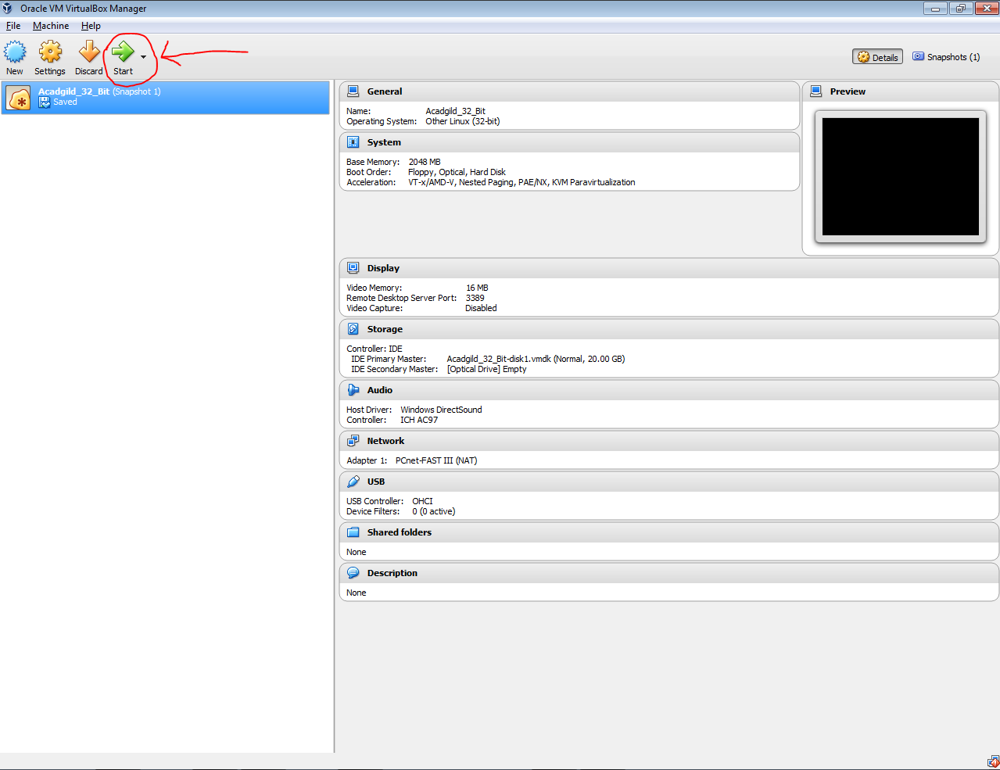 Oracle VM VirtualBox Manager
File Machine Help
New Settings Discard Start Details Snapshots (1)
Acadgild_32_Bit (Snapshot 1)
Saved
General
Name: Acadgild_32_Bit
Operating System: Other Linux (32-bit)
Preview
System
Base Memory: 2048 MB
Boot Order: Floppy, Optical, Hard Disk
Acceleration: VT-x/AMD-V, Nested Paging, PAE/NX, KVM Paravirtualization
Display
Video Memory: 16 MB
Remote Desktop Server Port: 3389
Video Capture: Disabled
Storage
Controller: IDE
IDE Primary Master: Acadgild_32_Bit-disk1.vmdk (Normal, 20.00 GB)
IDE Secondary Master: [Optical Drive] Empty
Audio
Host Driver: Windows DirectSound
Controller: ICH AC97
Network
Adapter 1: PCnet-FAST III (NAT)
USB
USB Controller: OHCI
Device Filters: 0 (0 active)
Shared folders
None
Description
None